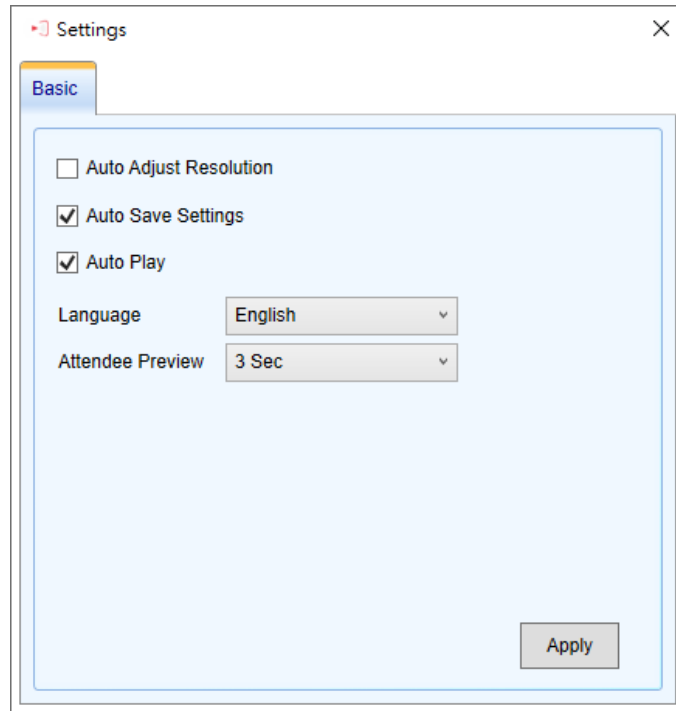 Settings
Basic
Auto Adjust Resolution
Auto Save Settings
Auto Play
Language English
Attendee Preview 3 Sec
Apply